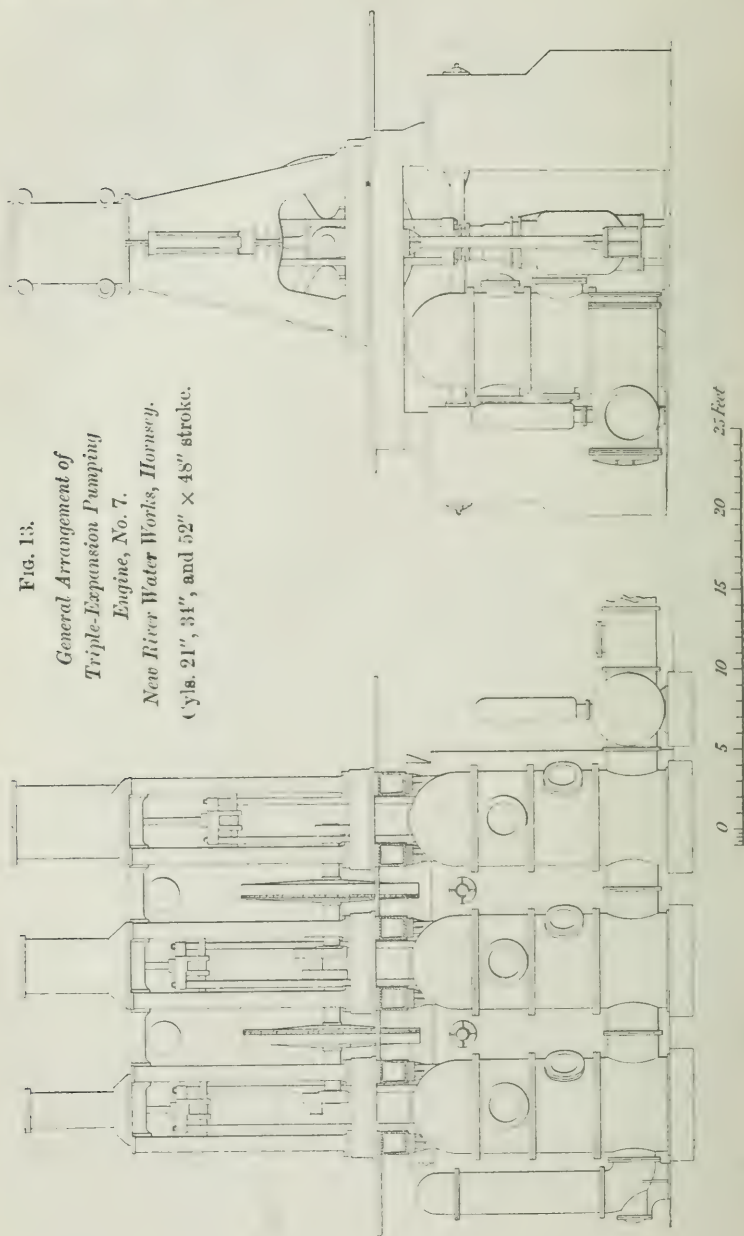 FIG. 13.
General Arrangement of
Triple-Expansion Pumping
Engine, No. 7.
New River Water Works, Hornsey.
Cyls. 21", 34", and 52" × 48" stroke.
0 5 10 15 20 25 Feet